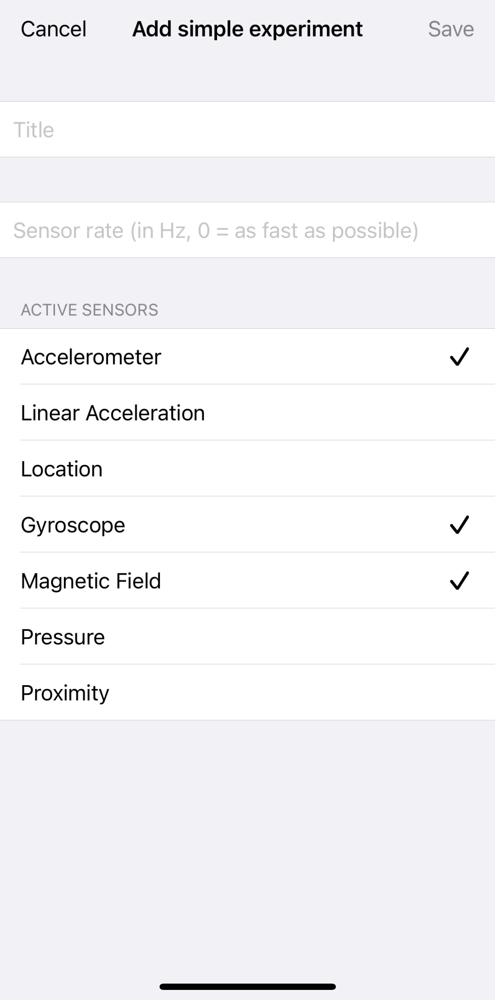 Cancel Add simple experiment Save
Title
Sensor rate (in Hz, 0 = as fast as possible)
ACTIVE SENSORS
Accelerometer
Linear Acceleration
Location
Gyroscope
Magnetic Field
Pressure
Proximity